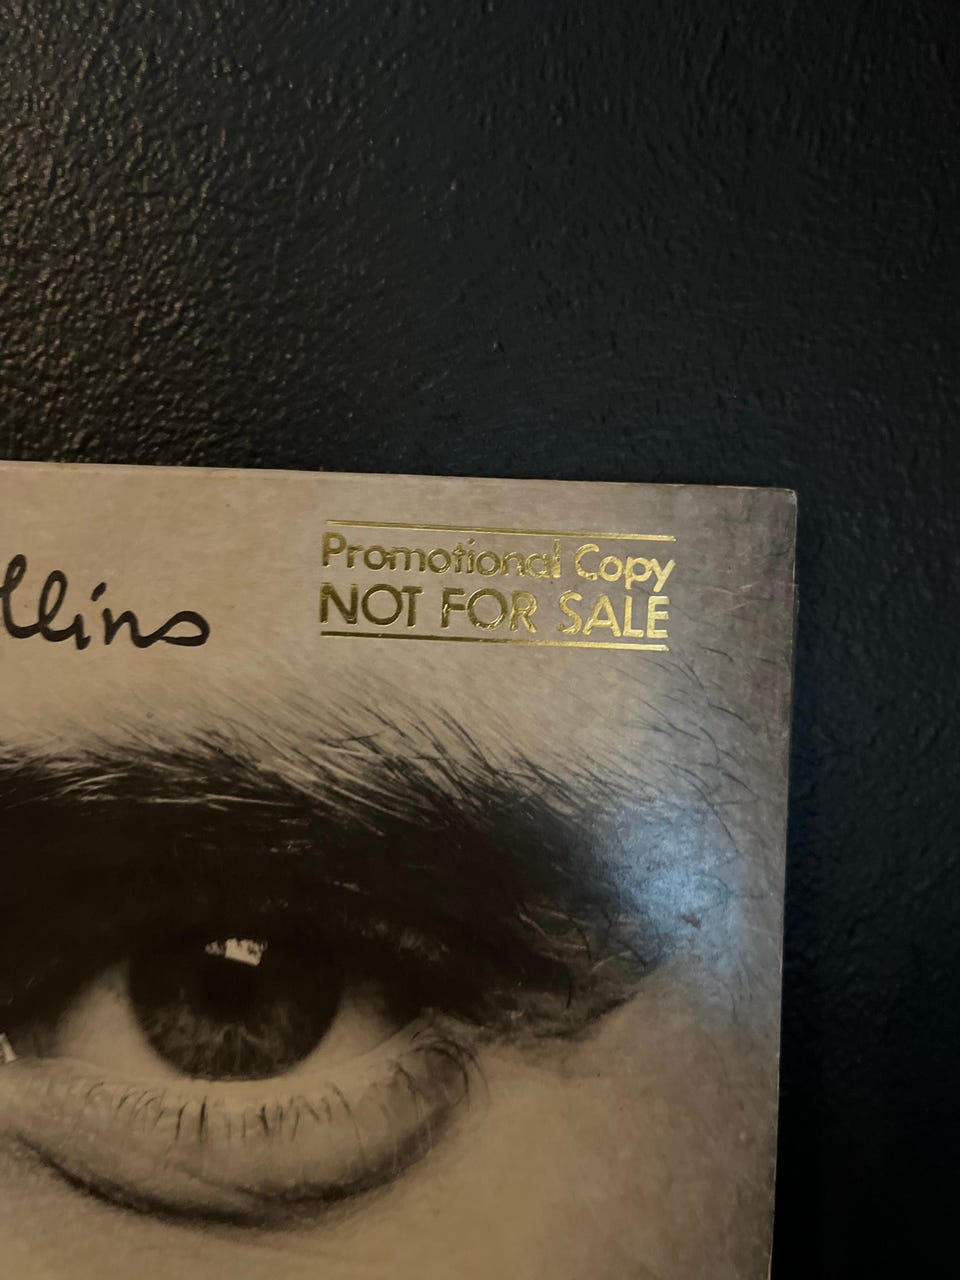 llins
Promotional Copy
NOT FOR SALE